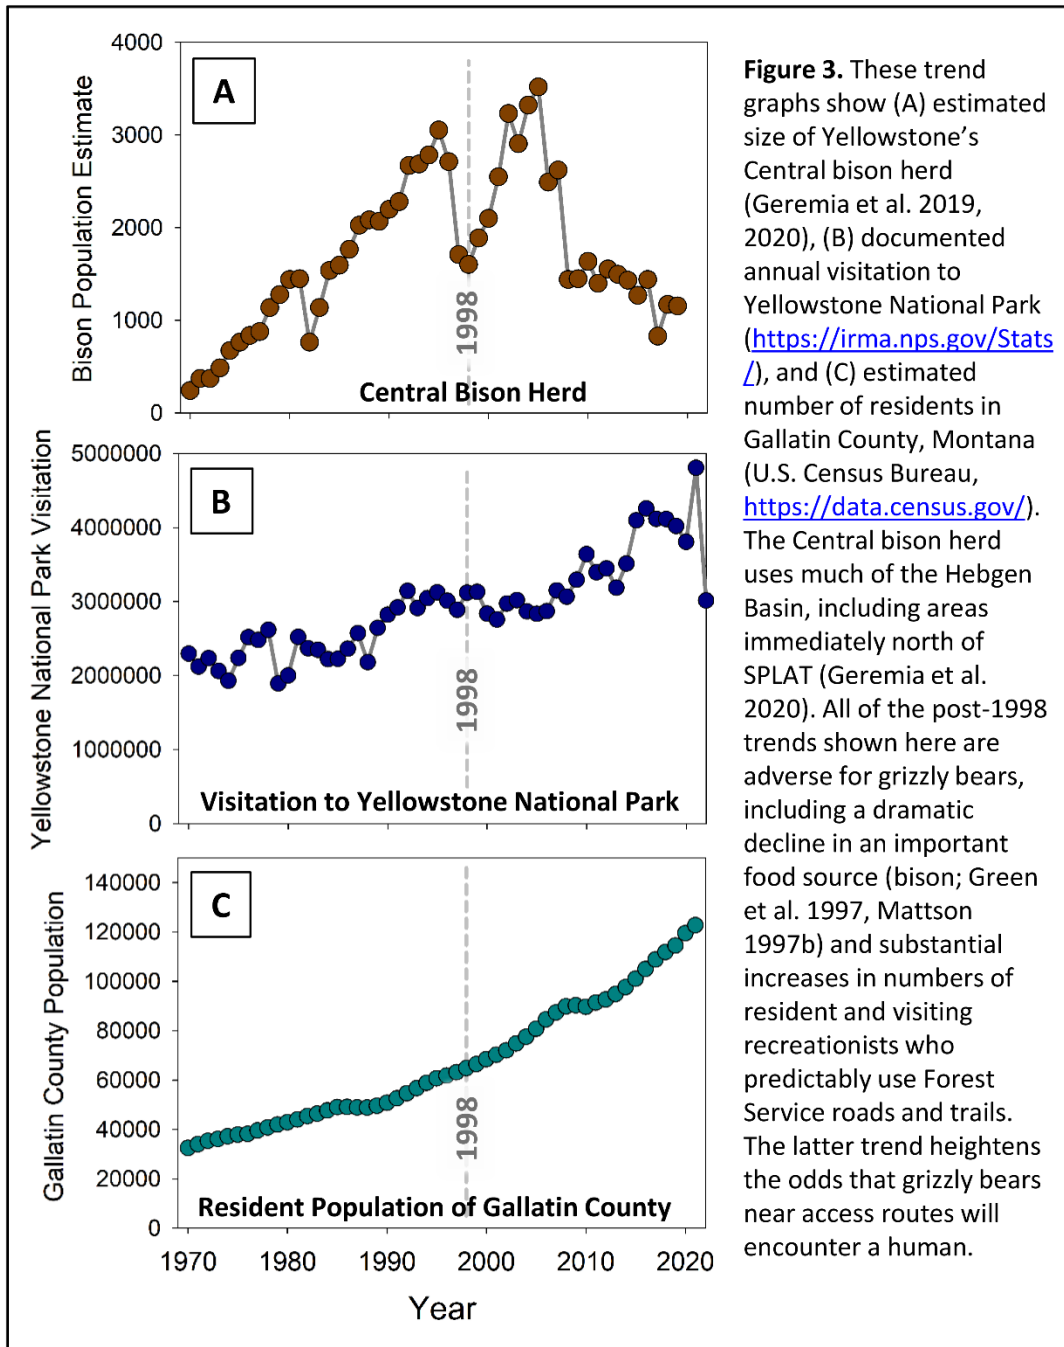 4000
3000
2000
1000
0
Bison Population Estimate
A
1998
Central Bison Herd
5000000
4000000
3000000
2000000
1000000
0
Yellowstone National Park Visitation
B
1998
Visitation to Yellowstone National Park
140000
120000
100000
80000
60000
40000
20000
0
Gallatin County Population
C
1998
Resident Population of Gallatin County
1970 1980 1990 2000 2010 2020
Year
Figure 3. These trend
graphs show (A) estimated
size of Yellowstone’s
Central bison herd
(Geremia et al. 2019,
2020), (B) documented
annual visitation to
Yellowstone National Park
(https://irma.nps.gov/Stats
/), and (C) estimated
number of residents in
Gallatin County, Montana
(U.S. Census Bureau,
https://data.census.gov/).
The Central bison herd
uses much of the Hebgen
Basin, including areas
immediately north of
SPLAT (Geremia et al.
2020). All of the post-1998
trends shown here are
adverse for grizzly bears,
including a dramatic
decline in an important
food source (bison; Green
et al. 1997, Mattson
1997b) and substantial
increases in numbers of
resident and visiting
recreationists who
predictably use Forest
Service roads and trails.
The latter trend heightens
the odds that grizzly bears
near access routes will
encounter a human.